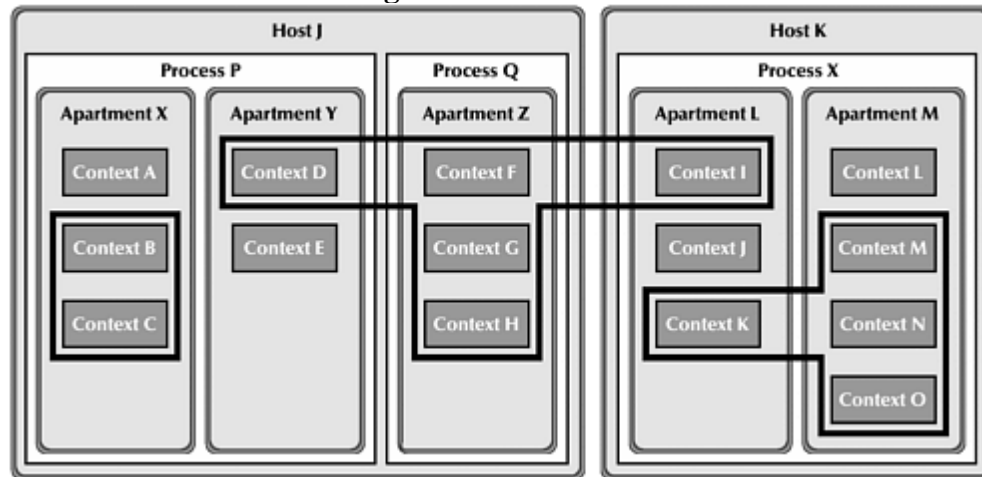 Host J
Host K
Process P
Process Q
Process X
Apartment X
Apartment Y
Apartment Z
Apartment L
Apartment M
Context A
Context D
Context F
Context I
Context L
Context B
Context E
Context G
Context J
Context M
Context C
Context H
Context K
Context N
Context O